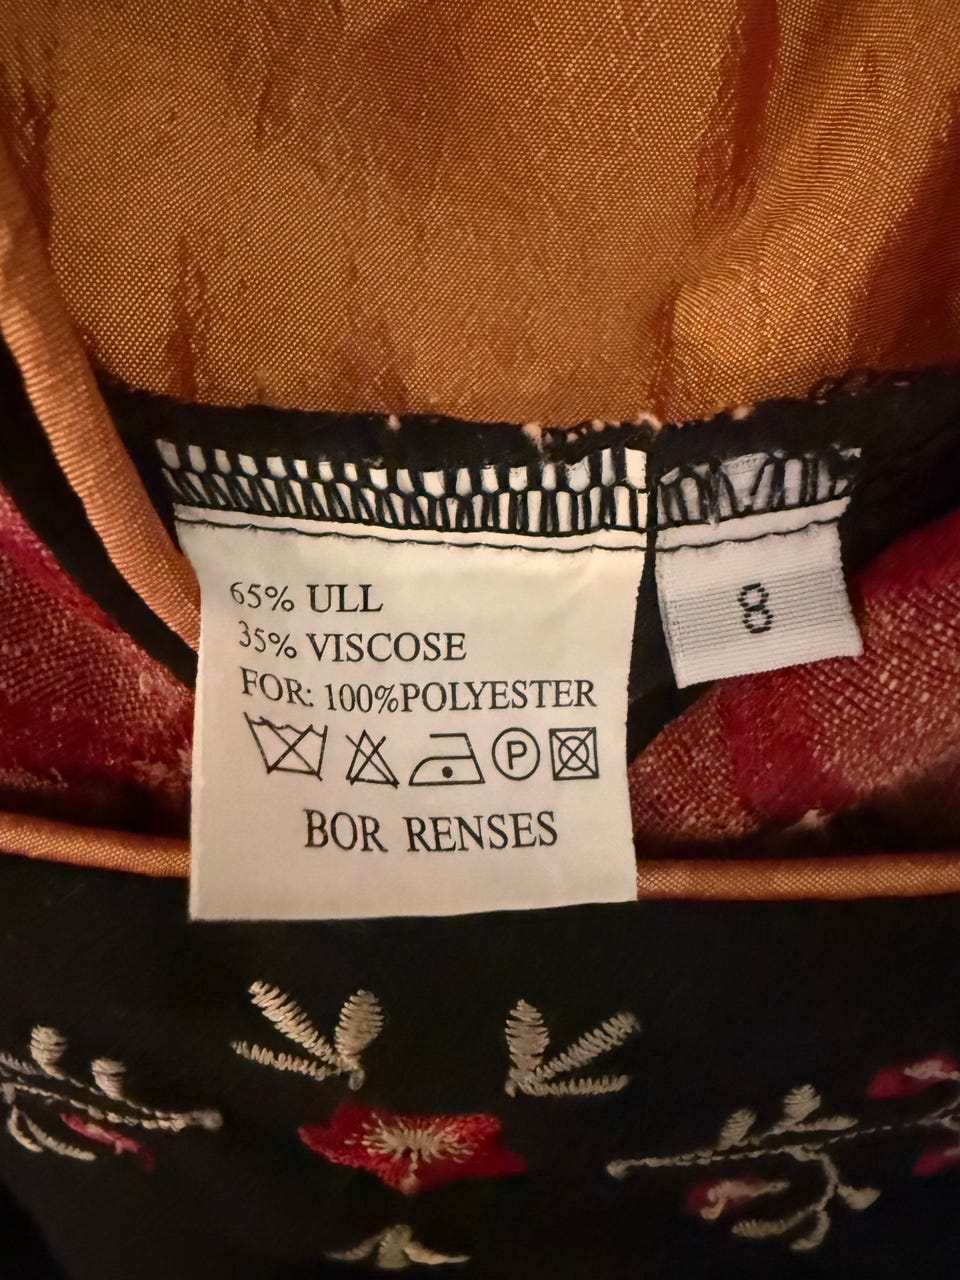 65% ULL
35% VISCOSE
FOR: 100%POLYESTER
P
BOR RENSES
8